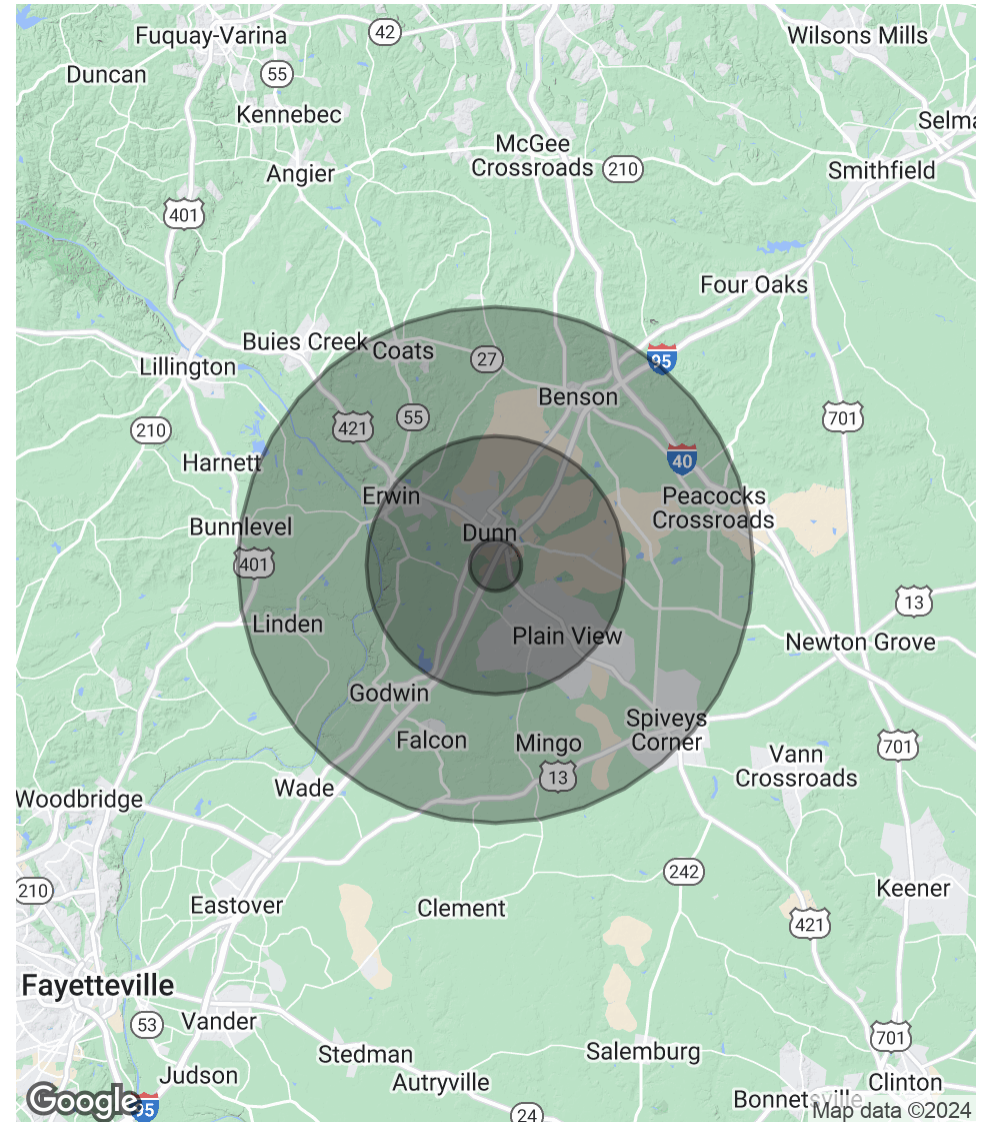 Fuquay-Varina
42
Wilsons Mills
Duncan
55
Kennebec
Selma
McGee
Crossroads
210
Smithfield
Angier
401
Four Oaks
Buies Creek
Coats
27
95
Lillington
Benson
210
55
421
701
Harnett
40
Erwin
Peacocks
Crossroads
Bunnlevel
Dunn
401
13
Linden
Plain View
Newton Grove
Godwin
Spiveys
Corner
Falcon
Mingo
701
Vann
Crossroads
13
Wade
Woodbridge
242
210
Keener
Eastover
Clement
421
Fayetteville
53
Vander
701
Stedman
Salemburg
Judson
Autryville
Clinton
Bonnetsville
Google
95
24
Map data ©2024